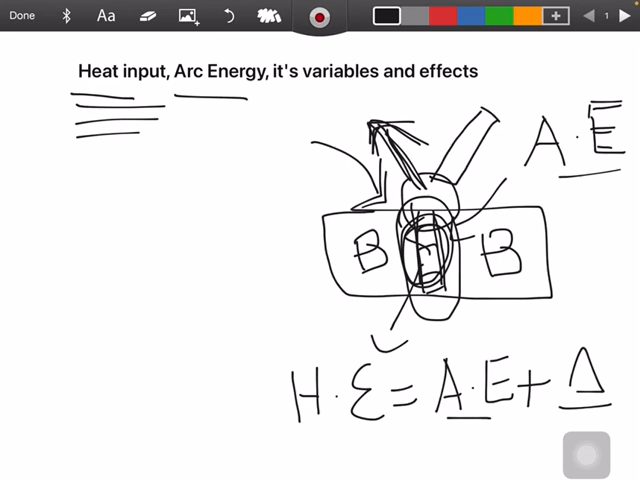 Done Aa 1
Heat input, Arc Energy, it's variables and effects
A . E
B B
H . E = A . E + Δ